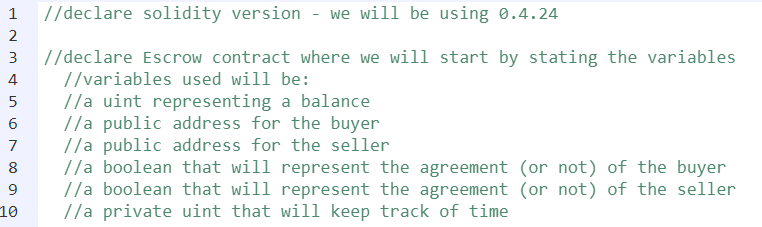 1 //declare solidity version - we will be using 0.4.24
2
3 //declare Escrow contract where we will start by stating the variables
4 //variables used will be:
5 //a uint representing a balance
6 //a public address for the buyer
7 //a public address for the seller
8 //a boolean that will represent the agreement (or not) of the buyer
9 //a boolean that will represent the agreement (or not) of the seller
10 //a private uint that will keep track of time